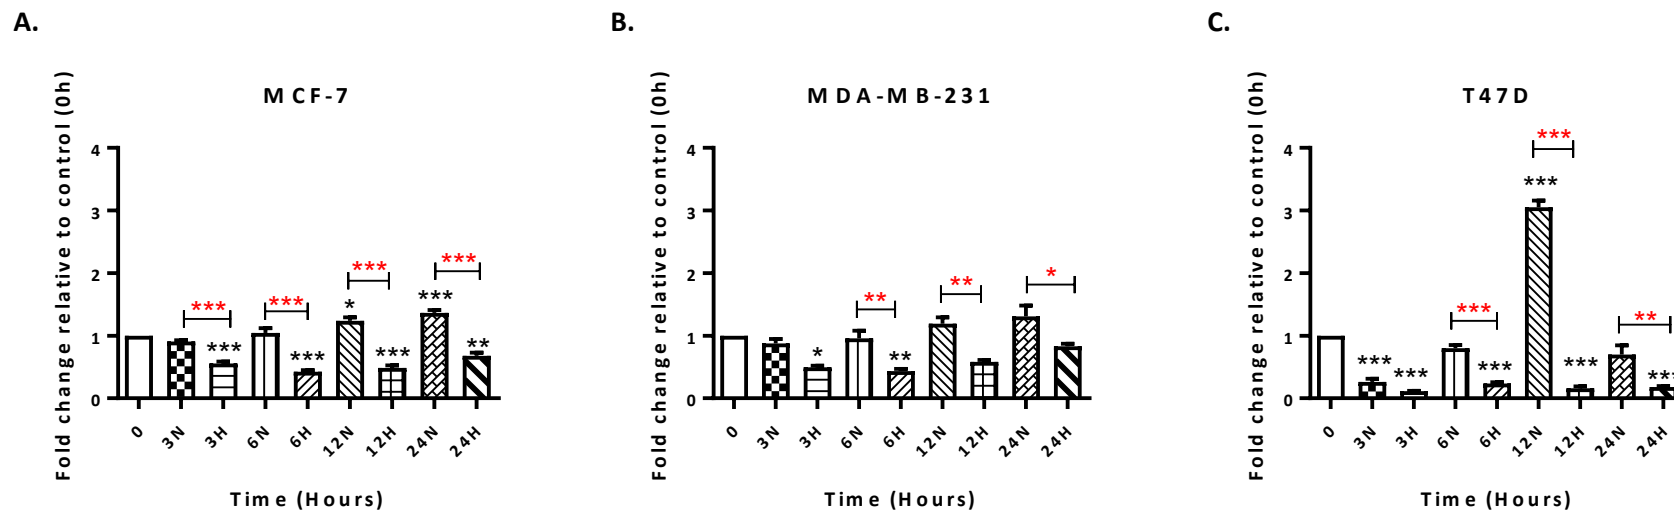 A.
MCF-7
Fold change relative to control (0h)
4
3
2
1
0
***
***
***
***
***
***
*
***
***
**
0 3N 3H 6N 6H 12N 12H 24N 24H
Time (Hours)
B.
MDA-MB-231
Fold change relative to control (0h)
4
3
2
1
0
**
**
*
*
**
0 3N 3H 6N 6H 12N 12H 24N 24H
Time (Hours)
C.
T47D
Fold change relative to control (0h)
4
3
2
1
0
***
***
***
**
***
***
***
***
***
0 3N 3H 6N 6H 12N 12H 24N 24H
Time (Hours)